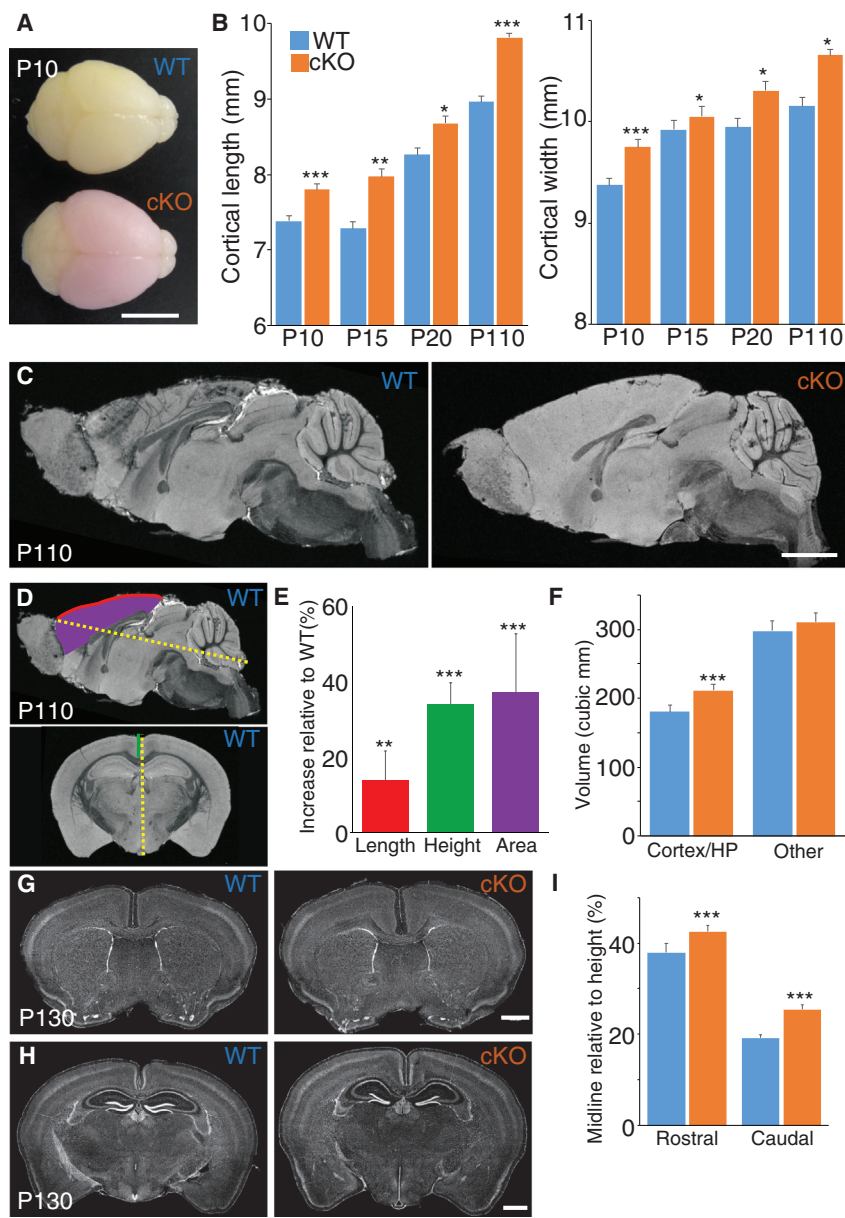 A
P10
WT
cKO
B
Cortical length (mm)
10
9
8
7
6
WT
cKO
***
**
*
***
P10 P15 P20 P110
Cortical width (mm)
11
10
9
8
***
*
*
*
P10 P15 P20 P110
C
WT
P110
cKO
D
WT
P110
WT
E
Increase relative to WT(%)
60
40
20
0
**
***
***
Length Height Area
F
Volume (cubic mm)
300
200
100
0
***
Cortex/HP Other
G
WT
P130
cKO
H
WT
P130
cKO
I
Midline relative to height (%)
40
20
0
***
***
Rostral Caudal